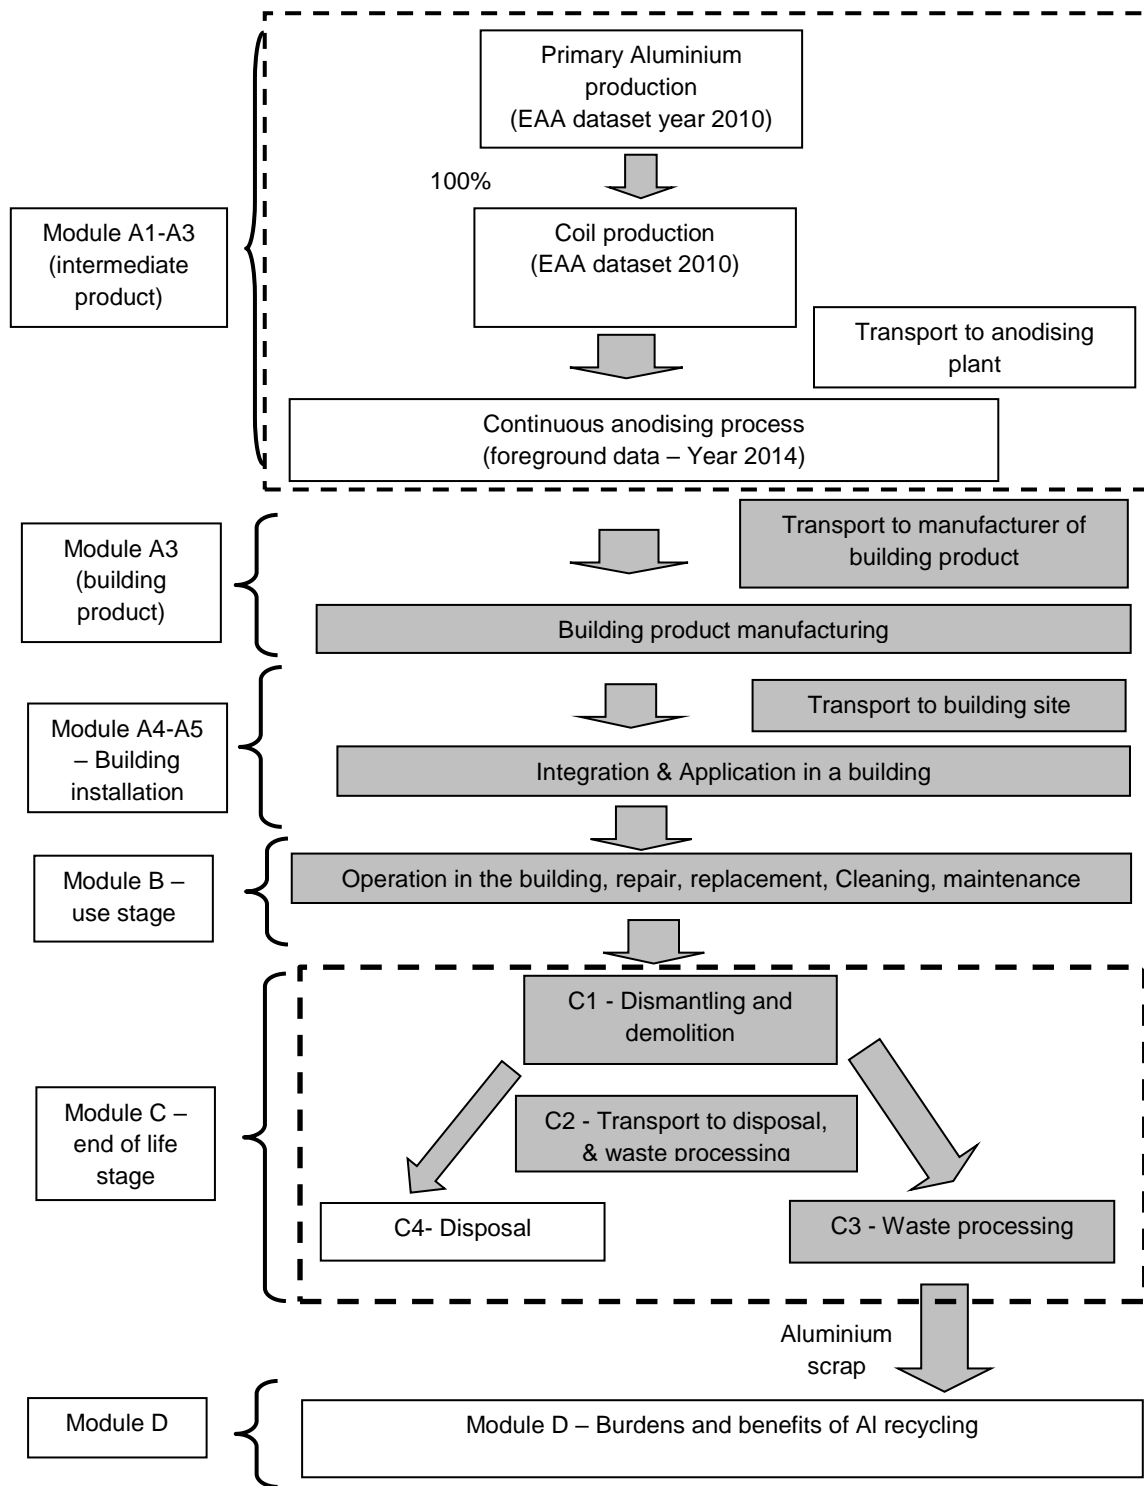 Primary Aluminium
production
(EAA dataset year 2010)
100%
Module A1-A3
(intermediate
product)
Coil production
(EAA dataset 2010)
Transport to anodising
plant
Continuous anodising process
(foreground data – Year 2014)
Module A3
(building
product)
Transport to manufacturer of
building product
Building product manufacturing
Module A4-A5
– Building
installation
Transport to building site
Integration & Application in a building
Module B –
use stage
Operation in the building, repair, replacement, Cleaning, maintenance
Module C –
end of life
stage
C1 - Dismantling and
demolition
C2 - Transport to disposal,
& waste processing
C4- Disposal
C3 - Waste processing
Aluminium
scrap
Module D
Module D – Burdens and benefits of Al recycling